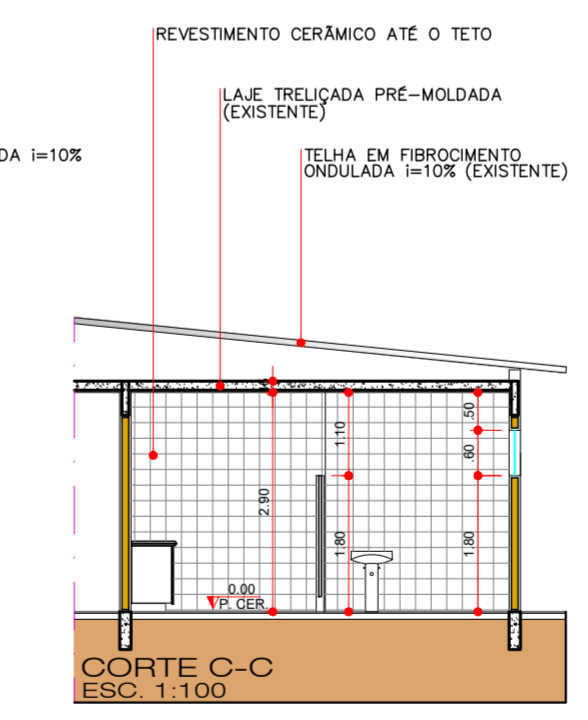 REVESTIMENTO CERÂMICO ATÉ O TETO
LAJE TRELIÇADA PRÉ-MOLDADA
(EXISTENTE)
DA i=10%
TELHA EM FIBROCIMENTO
ONDULADA i=10% (EXISTENTE)
.50
1.10
.60
2.90
1.80
1.80
0.00
P. CER.
CORTE C-C
ESC. 1:100